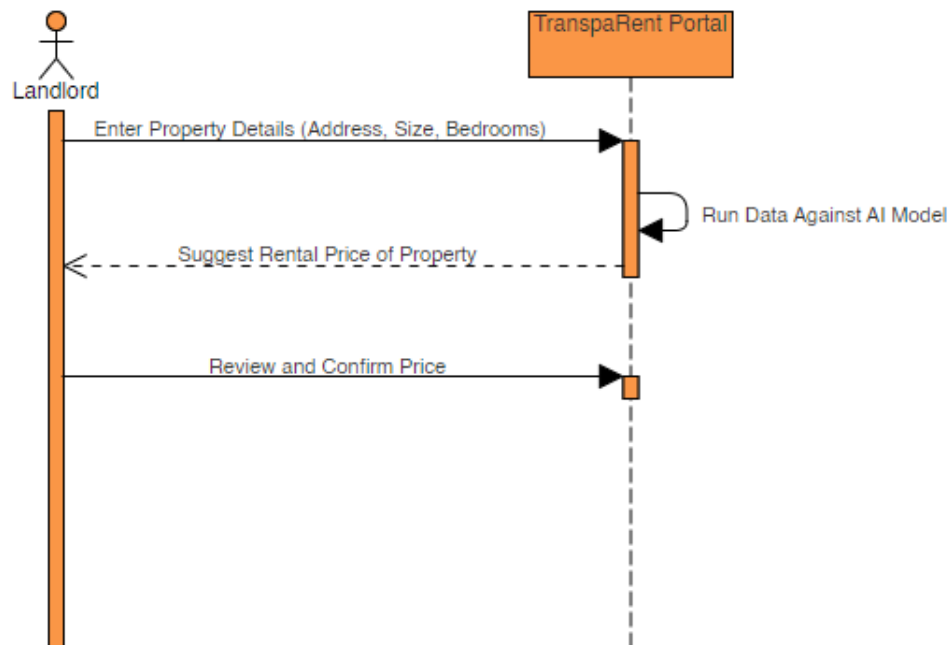 TranspaRent Portal
Landlord
Enter Property Details (Address, Size, Bedrooms)
Run Data Against AI Model
Suggest Rental Price of Property
Review and Confirm Price